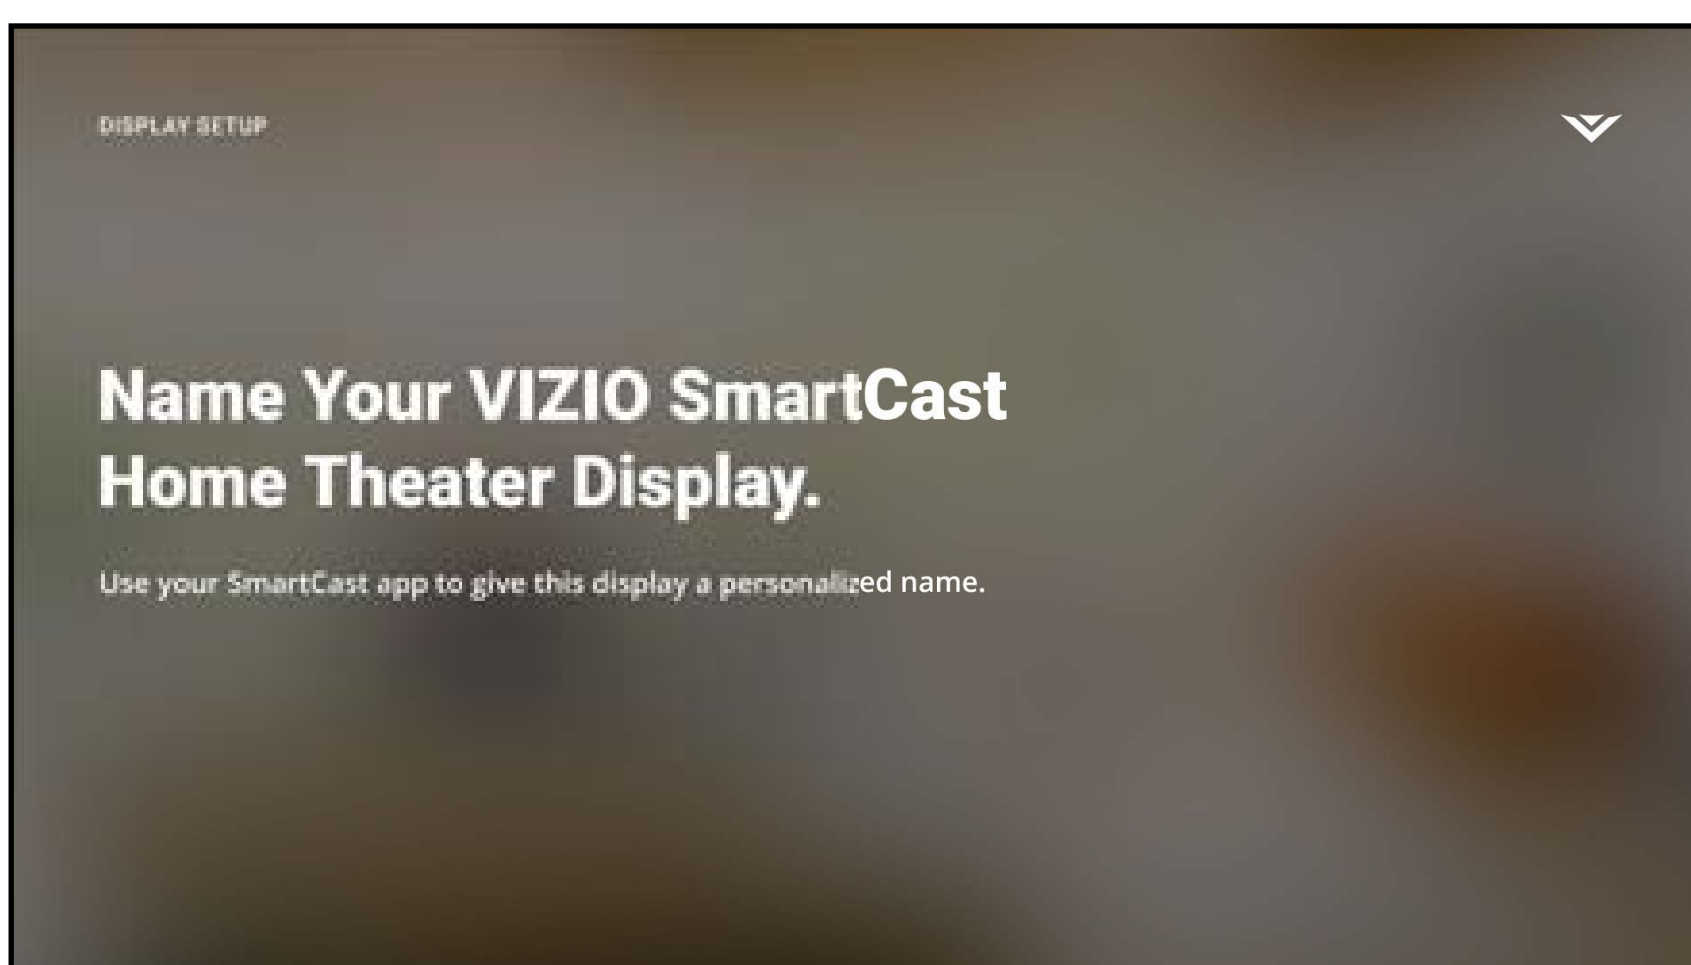 DISPLAY SETUP
Name Your VIZIO SmartCast
Home Theater Display.
Use your SmartCast app to give this display a personalized name.